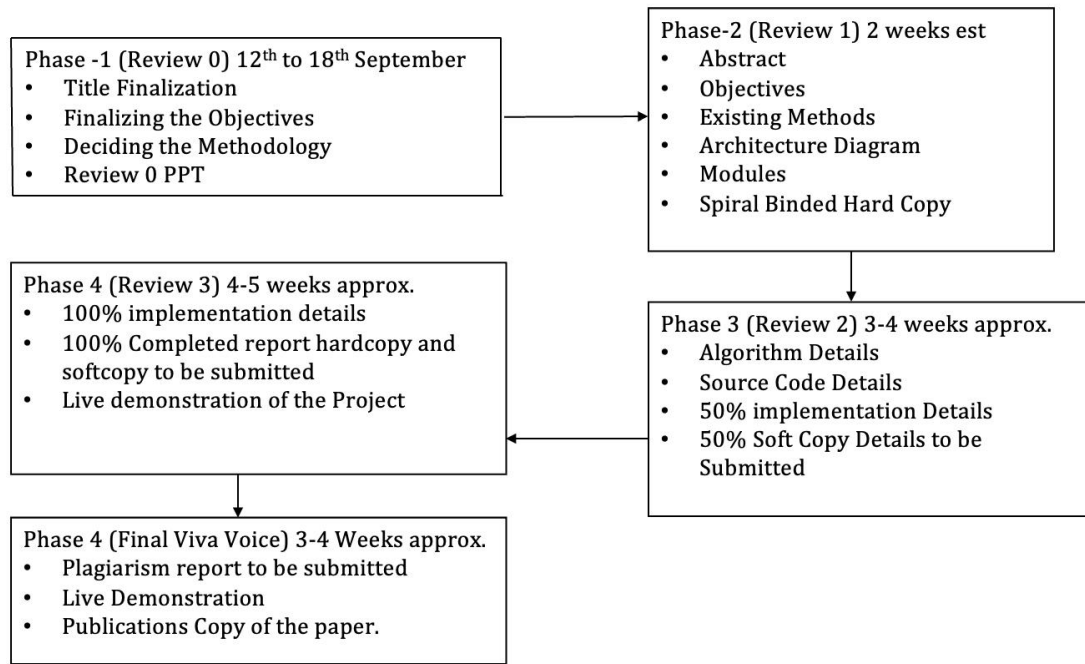 Phase -1 (Review 0) 12th to 18th September
• Title Finalization
• Finalizing the Objectives
• Deciding the Methodology
• Review 0 PPT
Phase-2 (Review 1) 2 weeks est
• Abstract
• Objectives
• Existing Methods
• Architecture Diagram
• Modules
• Spiral Binded Hard Copy
Phase 3 (Review 2) 3-4 weeks approx.
• Algorithm Details
• Source Code Details
• 50% implementation Details
• 50% Soft Copy Details to be
Submitted
Phase 4 (Review 3) 4-5 weeks approx.
• 100% implementation details
• 100% Completed report hardcopy and
softcopy to be submitted
• Live demonstration of the Project
Phase 4 (Final Viva Voice) 3-4 Weeks approx.
• Plagiarism report to be submitted
• Live Demonstration
• Publications Copy of the paper.